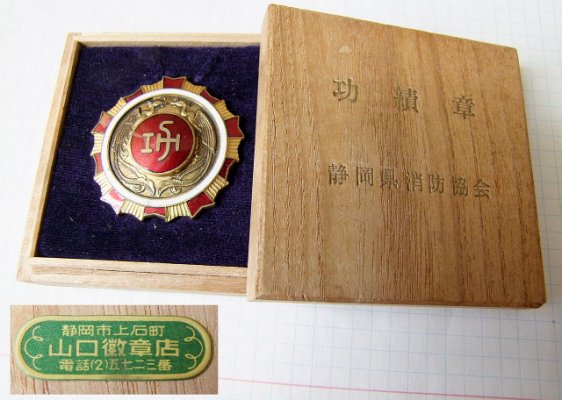 功績章
静岡県消防協会
静岡市上石町
山口徽章店
電話(2)五七二三番